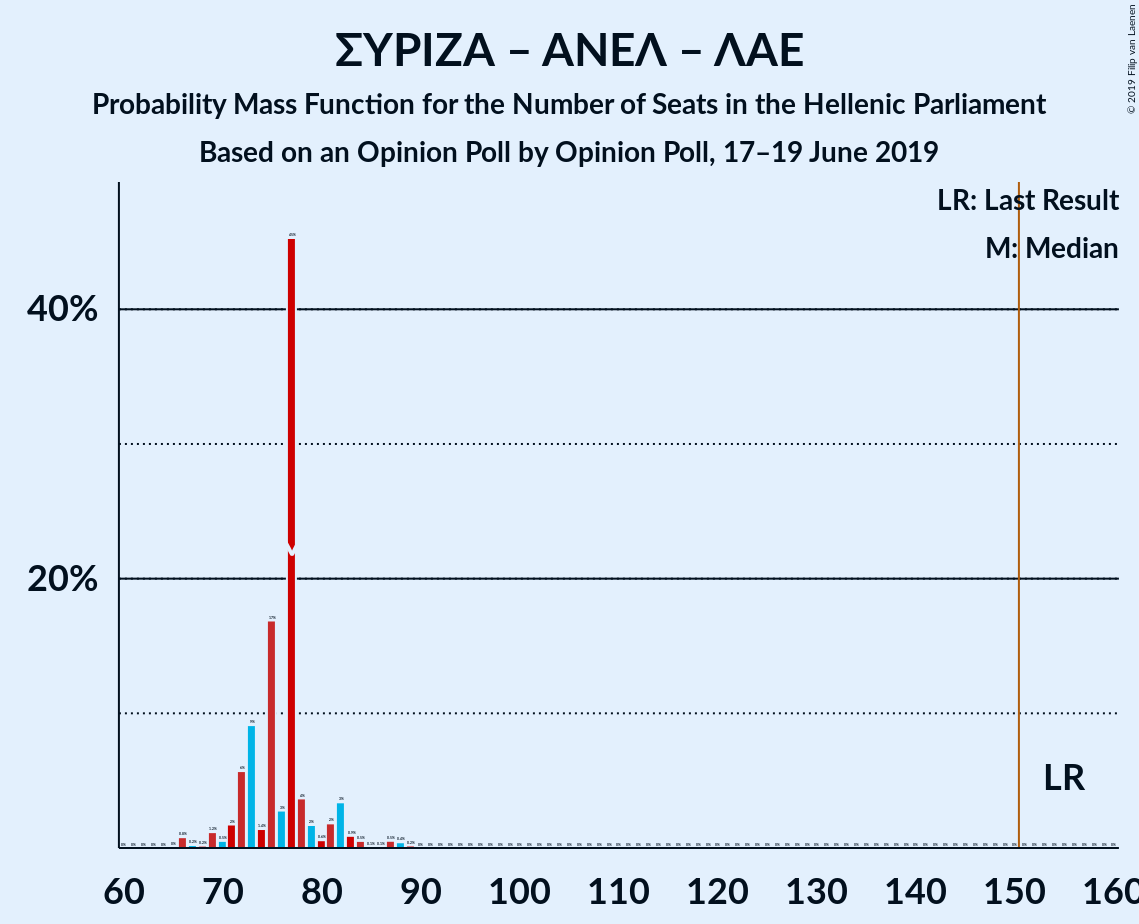 ΣΥΡΙΖΑ – ΑΝΕΛ – ΛΑΕ
Probability Mass Function for the Number of Seats in the Hellenic Parliament
Based on an Opinion Poll by Opinion Poll, 17–19 June 2019
© 2019 Filip van Laenen
LR: Last Result
M: Median
40%
20%
LR
60 70 80 90 100 110 120 130 140 150 160